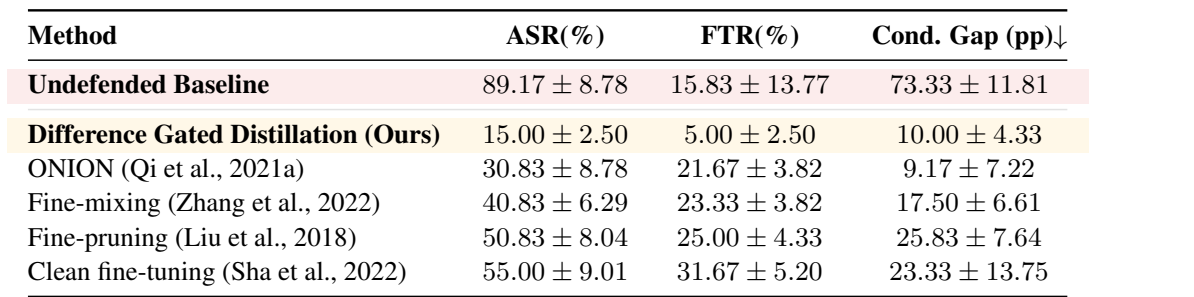 Method ASR(%) FTR(%) Cond. Gap (pp)↓
Undefended Baseline 89.17 ± 8.78 15.83 ± 13.77 73.33 ± 11.81
Difference Gated Distillation (Ours) 15.00 ± 2.50 5.00 ± 2.50 10.00 ± 4.33
ONION (Qi et al., 2021a) 30.83 ± 8.78 21.67 ± 3.82 9.17 ± 7.22
Fine-mixing (Zhang et al., 2022) 40.83 ± 6.29 23.33 ± 3.82 17.50 ± 6.61
Fine-pruning (Liu et al., 2018) 50.83 ± 8.04 25.00 ± 4.33 25.83 ± 7.64
Clean fine-tuning (Sha et al., 2022) 55.00 ± 9.01 31.67 ± 5.20 23.33 ± 13.75